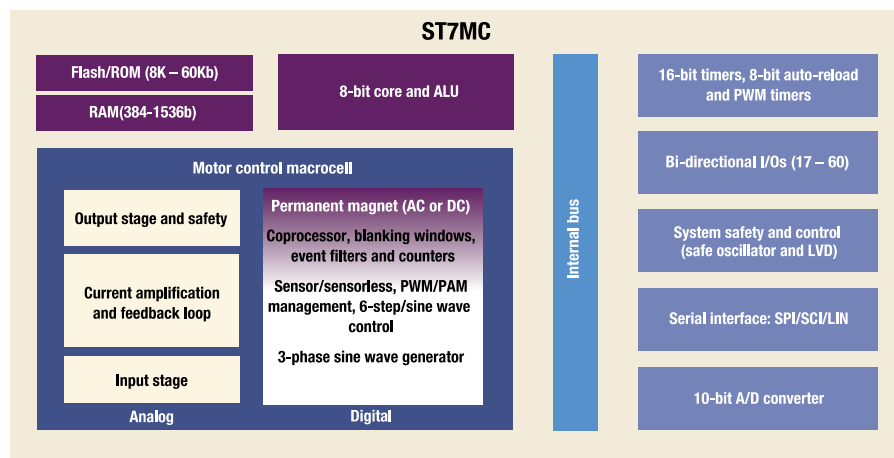 ST7MC
Flash/ROM (8K – 60Kb)
RAM(384-1536b)
8-bit core and ALU
Motor control macrocell
Output stage and safety
Current amplification
and feedback loop
Input stage
Analog
Permanent magnet (AC or DC)
Coprocessor, blanking windows,
event filters and counters
Sensor/sensorless, PWM/PAM
management, 6-step/sine wave
control
3-phase sine wave generator
Digital
Internal bus
16-bit timers, 8-bit auto-reload
and PWM timers
Bi-directional I/Os (17 – 60)
System safety and control
(safe oscillator and LVD)
Serial interface: SPI/SCI/LIN
10-bit A/D converter